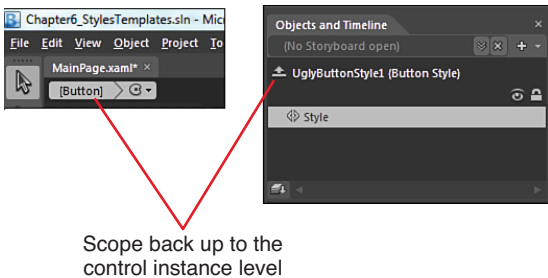 Chapter6_StylesTemplates.sln - Mic
File Edit View Object Project To
MainPage.xaml* ×
[Button]
Objects and Timeline ×
(No Storyboard open)
UglyButtonStyle1 (Button Style)
Style
Scope back up to the
control instance level